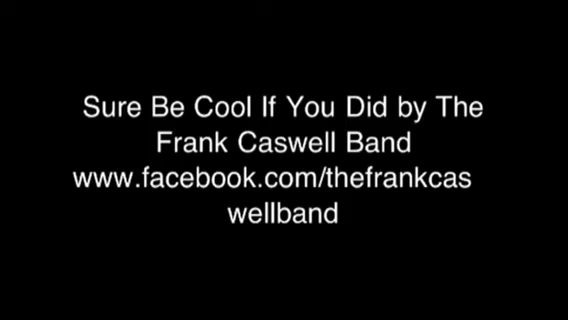 Sure Be Cool If You Did by The
Frank Caswell Band
www.facebook.com/thefrankcas
wellband